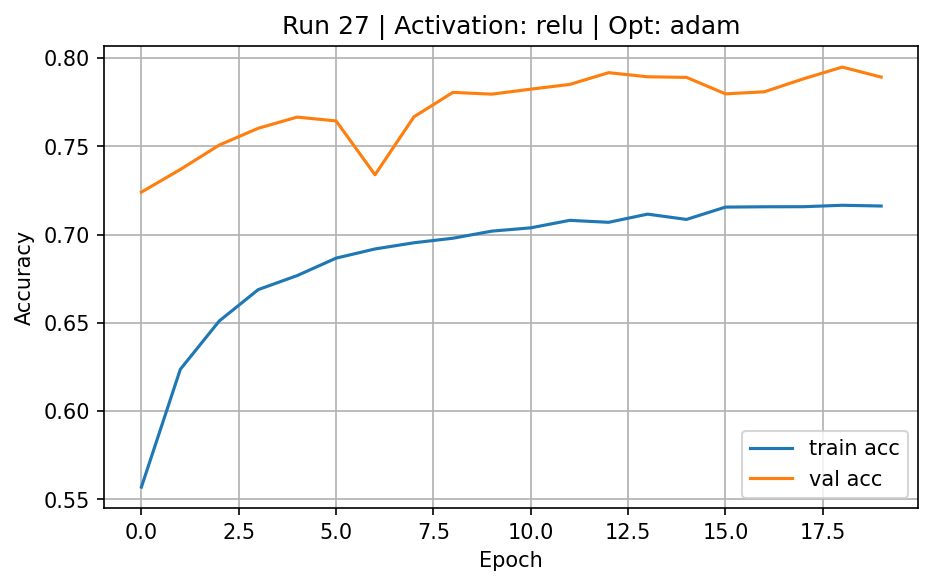 Run 27 | Activation: relu | Opt: adam
Accuracy
0.80
0.75
0.70
0.65
0.60
0.55
train acc
val acc
0.0 2.5 5.0 7.5 10.0 12.5 15.0 17.5
Epoch